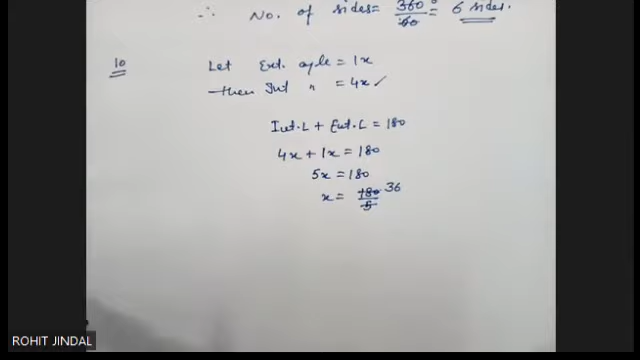 ∴ No. of sides = 360°/60 = 6 sides.
10 Let Ext. angle = 1x
then Int " = 4x ✓
Int.L + Ext.L = 180
4x + 1x = 180
5x = 180
x = 180/5 36
ROHIT JINDAL